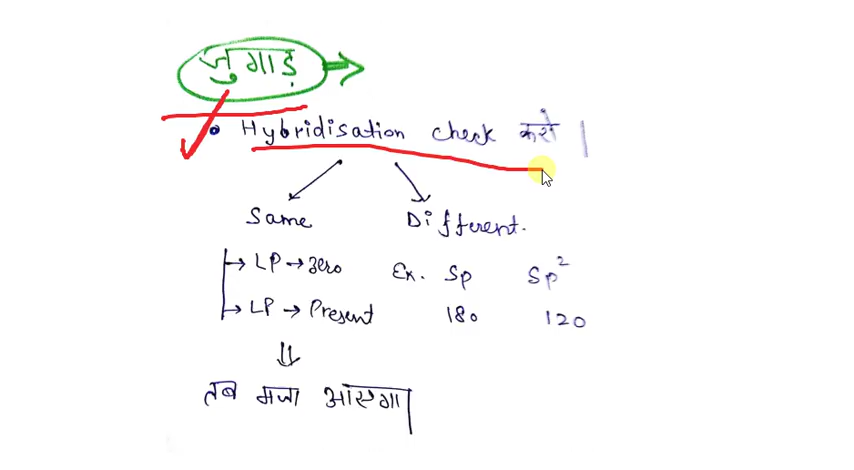 जुगाड़ ⇒
• Hybridisation check करो |
Same Different.
→ LP → zero Ex. Sp Sp²
→ LP → Present 180 120
⇓
तब मजा आएगा|